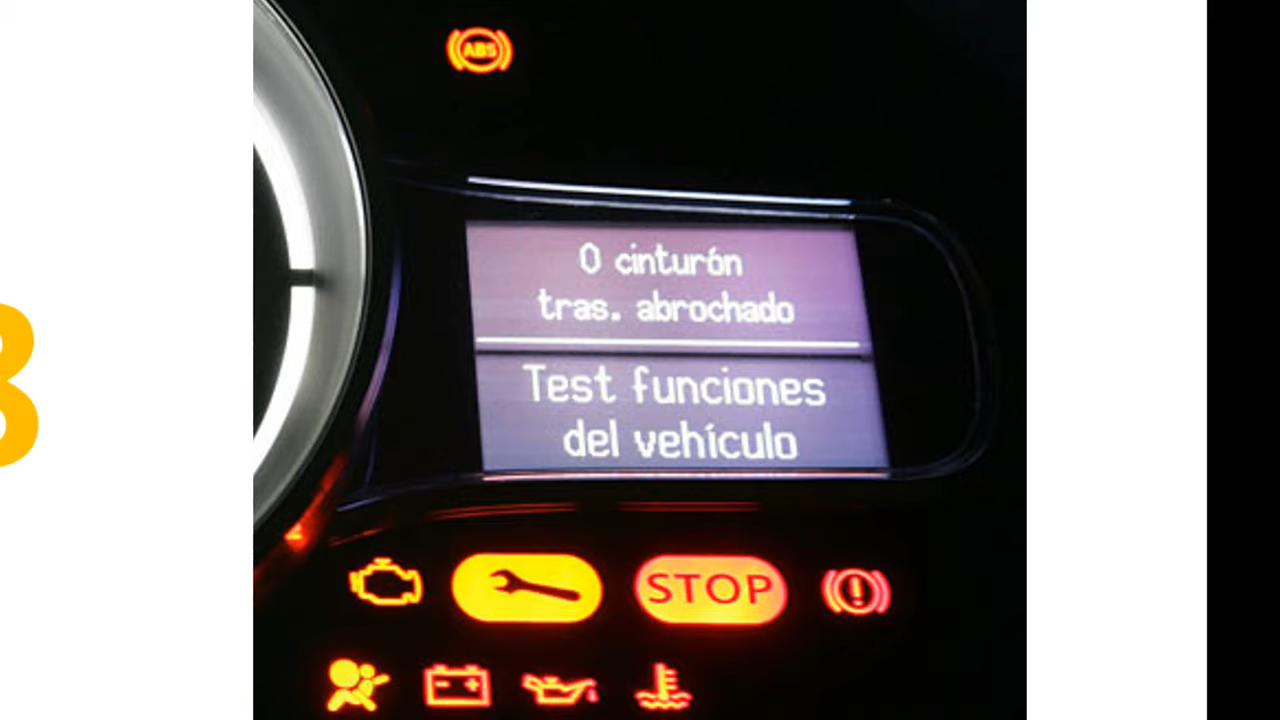 ABS
0 cinturón
tras. abrochado
Test funciones
del vehículo
STOP